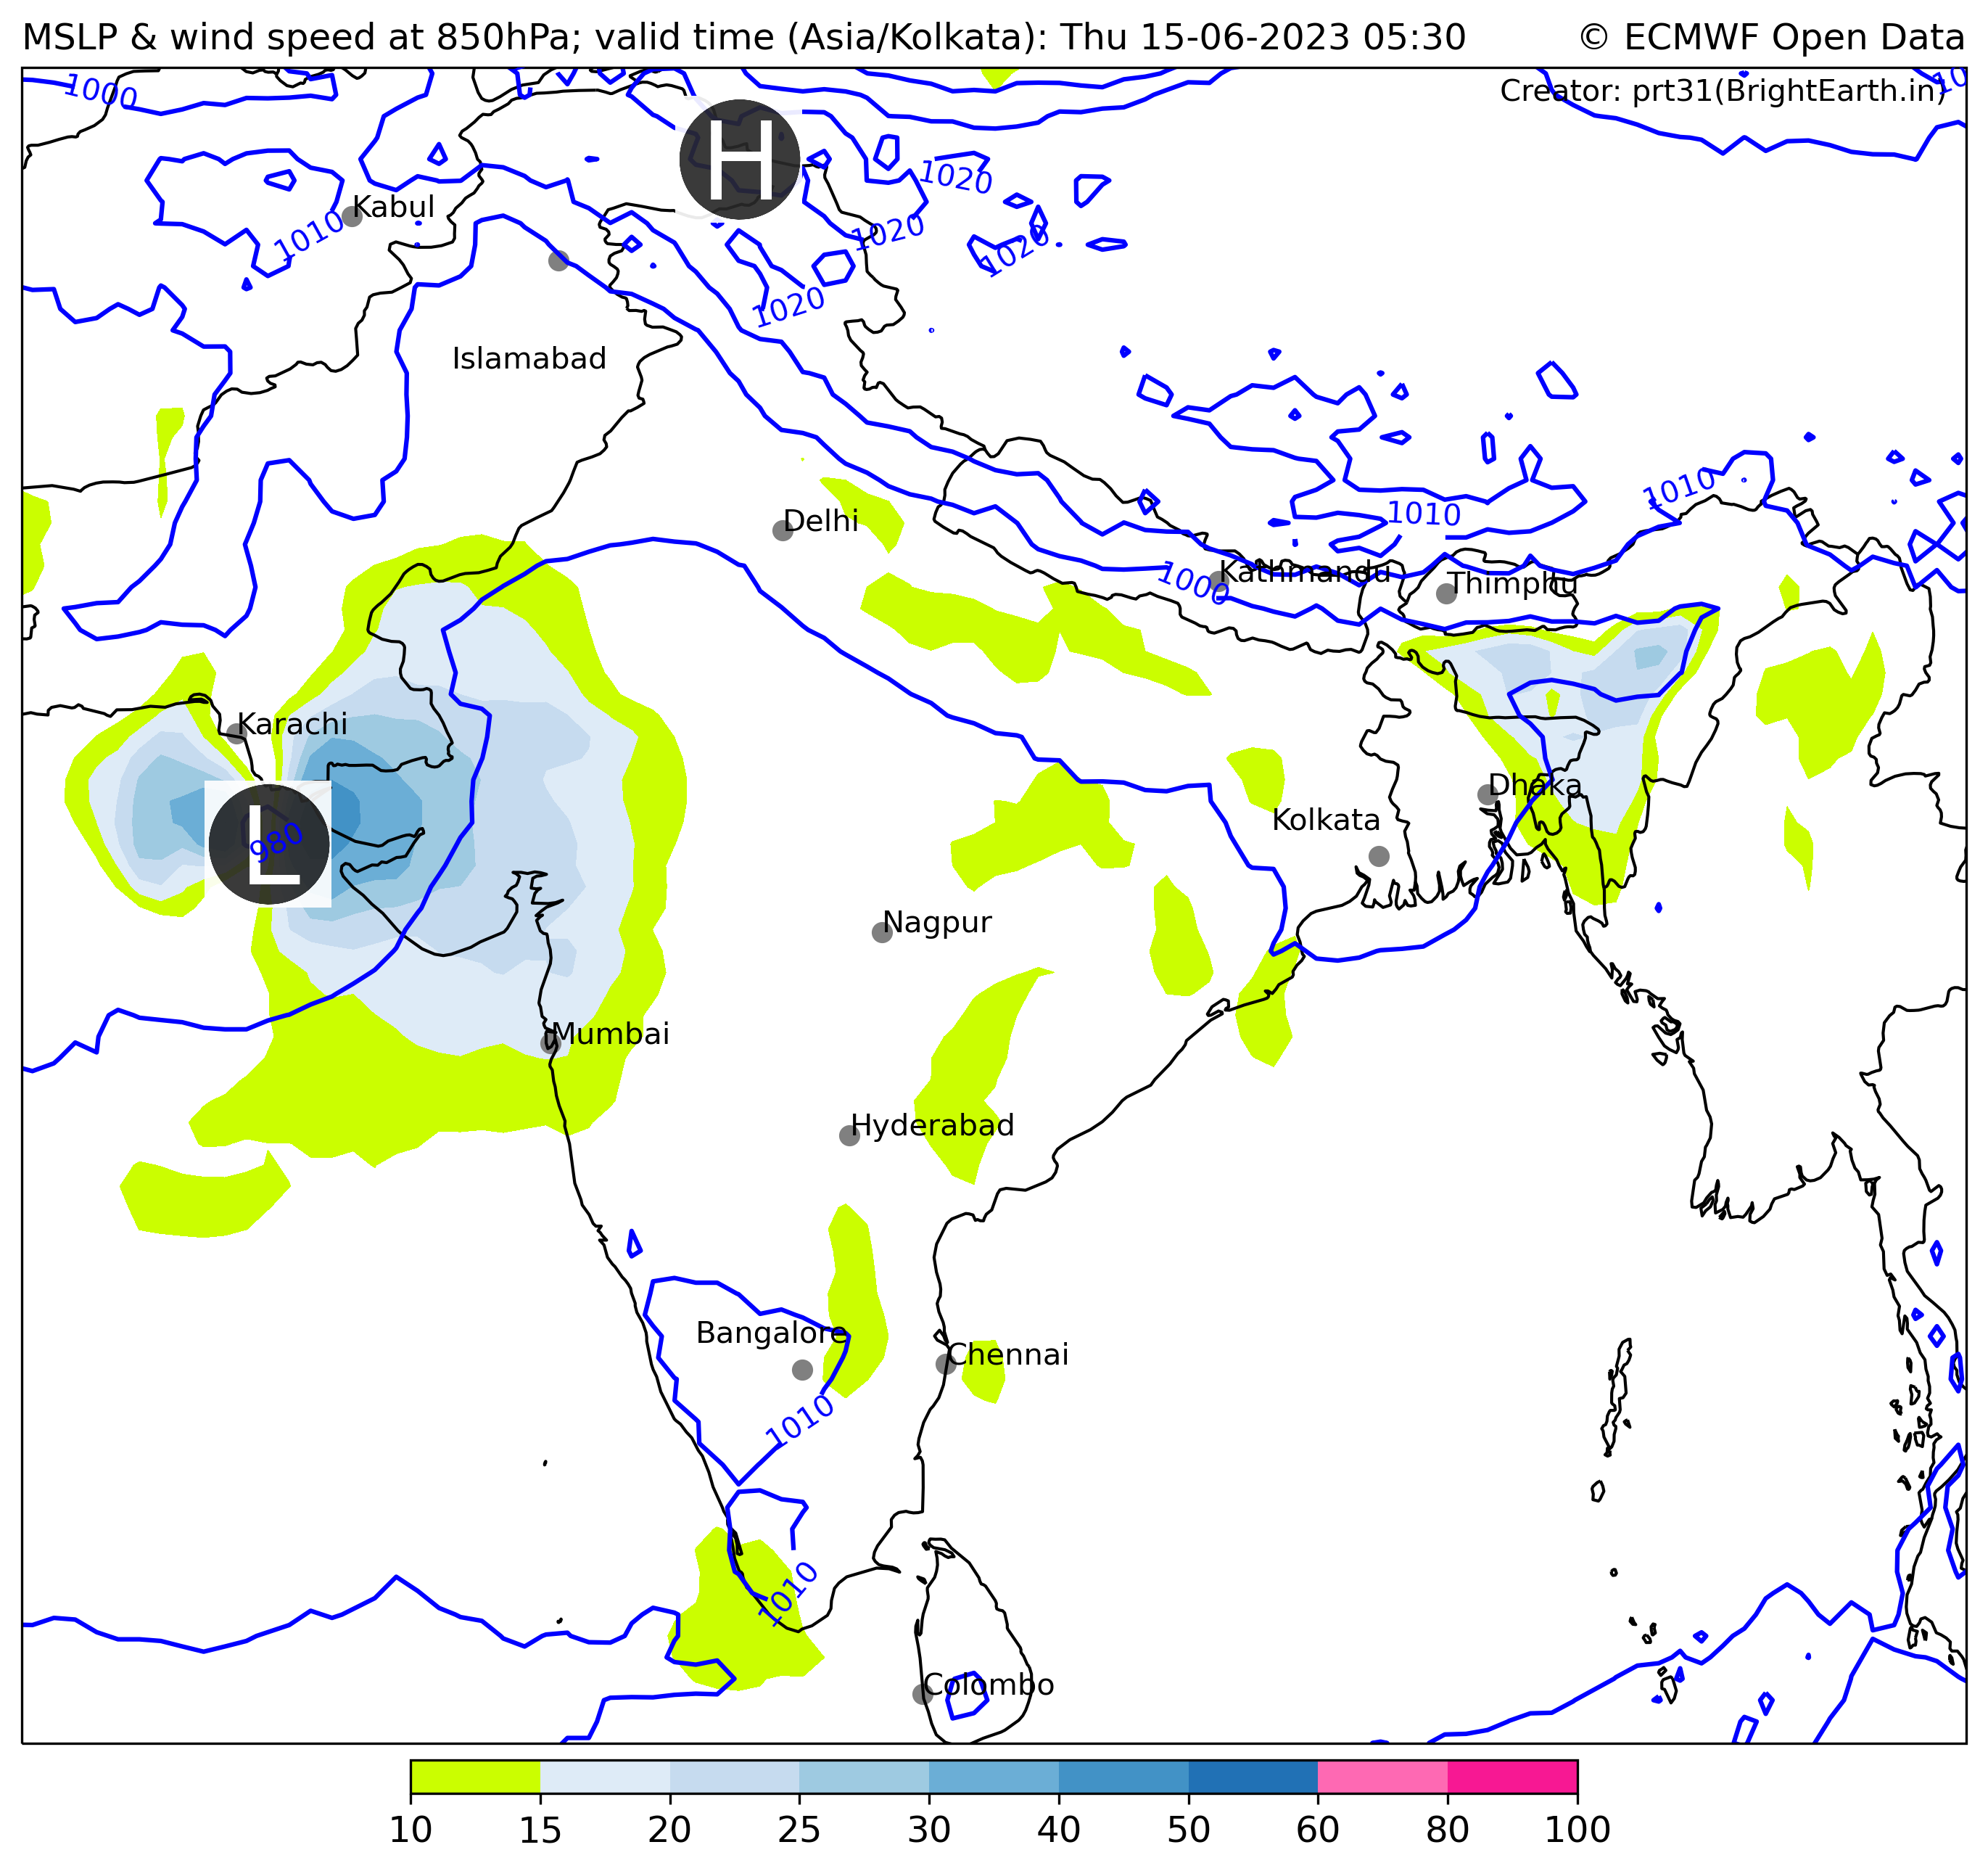 MSLP & wind speed at 850hPa; valid time (Asia/Kolkata): Thu 15-06-2023 05:30
© ECMWF Open Data
Creator: prt31(BrightEarth.in)
10
1000
H
1020
Kabul
1010
1020
1020
1020
Islamabad
1010
Delhi
1010
Kathmandu
1000
Thimphu
Karachi
Dhaka
Kolkata
L
980
Nagpur
Mumbai
Hyderabad
Bangalore
Chennai
1010
1010
Colombo
10 15 20 25 30 40 50 60 80 100